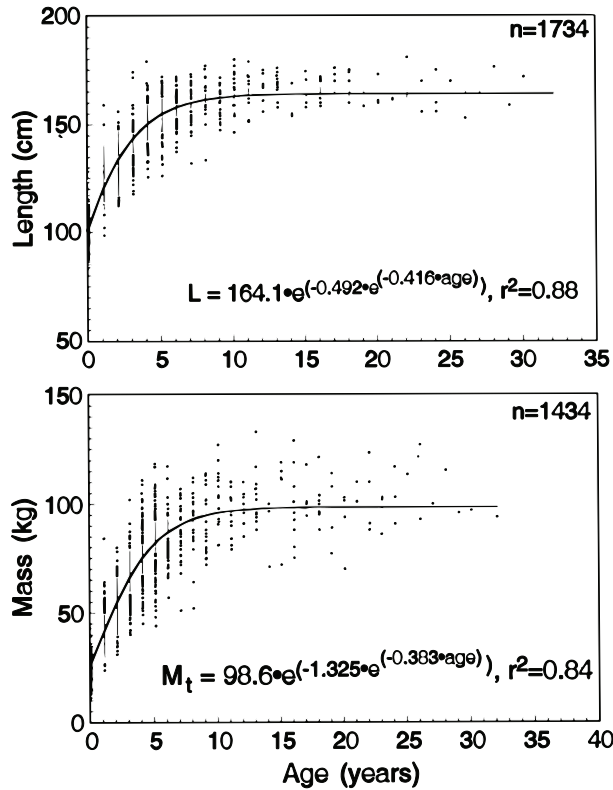 200
n=1734
150
Length (cm)
100
L = 164.1•e(-0.492•e(-0.416•age)), r2=0.88
50
0 5 10 15 20 25 30 35
150
n=1434
100
Mass (kg)
50
Mt = 98.6•e(-1.325•e(-0.383•age)), r2=0.84
0
0 5 10 15 20 25 30 35 40
Age (years)